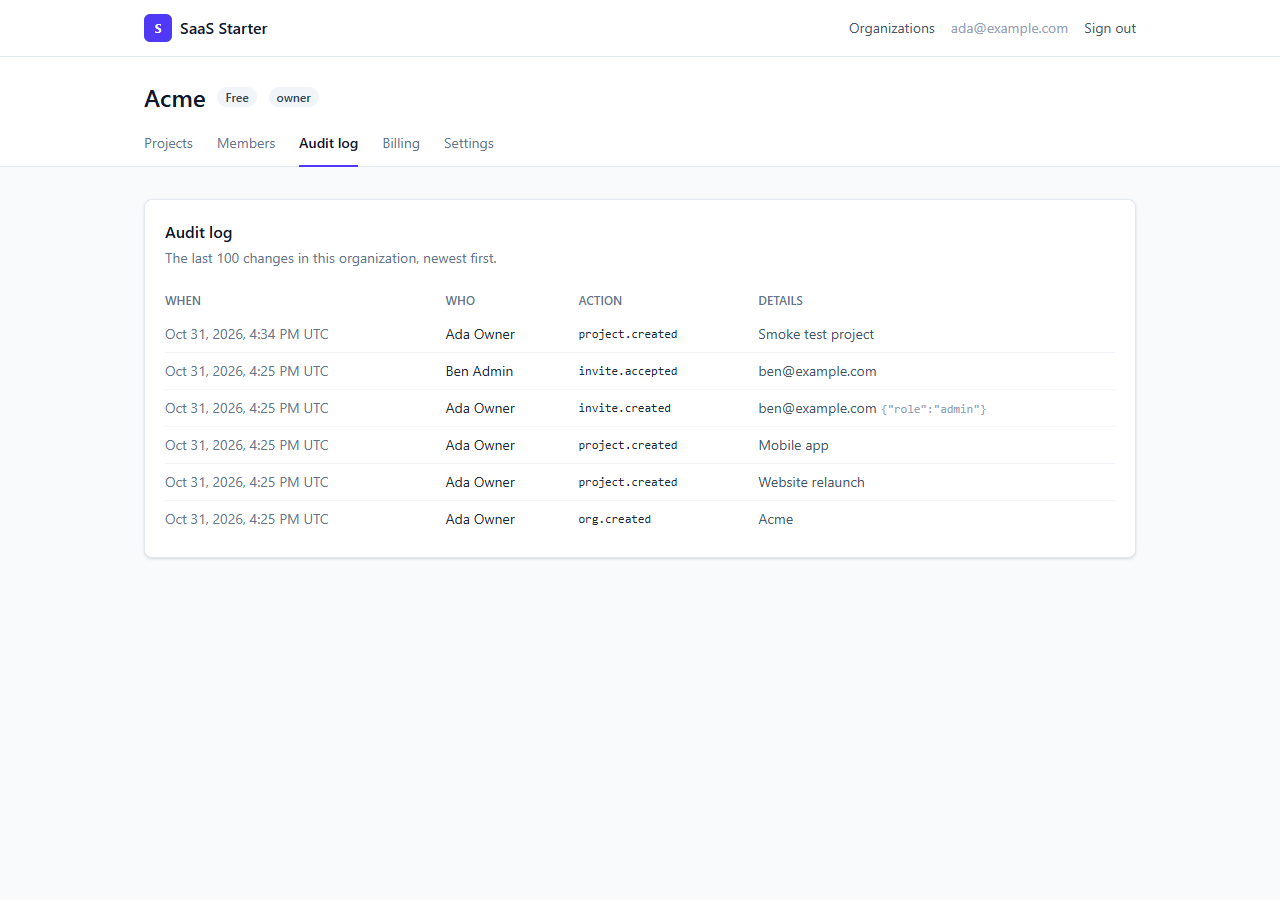 S SaaS Starter Organizations ada@example.com Sign out
Acme Free owner
Projects Members Audit log Billing Settings
Audit log
The last 100 changes in this organization, newest first.
WHEN WHO ACTION DETAILS
Oct 31, 2026, 4:34 PM UTC Ada Owner project.created Smoke test project
Oct 31, 2026, 4:25 PM UTC Ben Admin invite.accepted ben@example.com
Oct 31, 2026, 4:25 PM UTC Ada Owner invite.created ben@example.com {"role":"admin"}
Oct 31, 2026, 4:25 PM UTC Ada Owner project.created Mobile app
Oct 31, 2026, 4:25 PM UTC Ada Owner project.created Website relaunch
Oct 31, 2026, 4:25 PM UTC Ada Owner org.created Acme